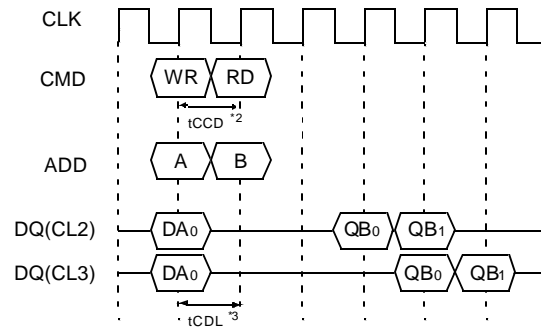 CLK
CMD WR RD
tCCD *2
ADD A B
DQ(CL2) DA0 QB0 QB1
DQ(CL3) DA0 QB0 QB1
tCDL *3